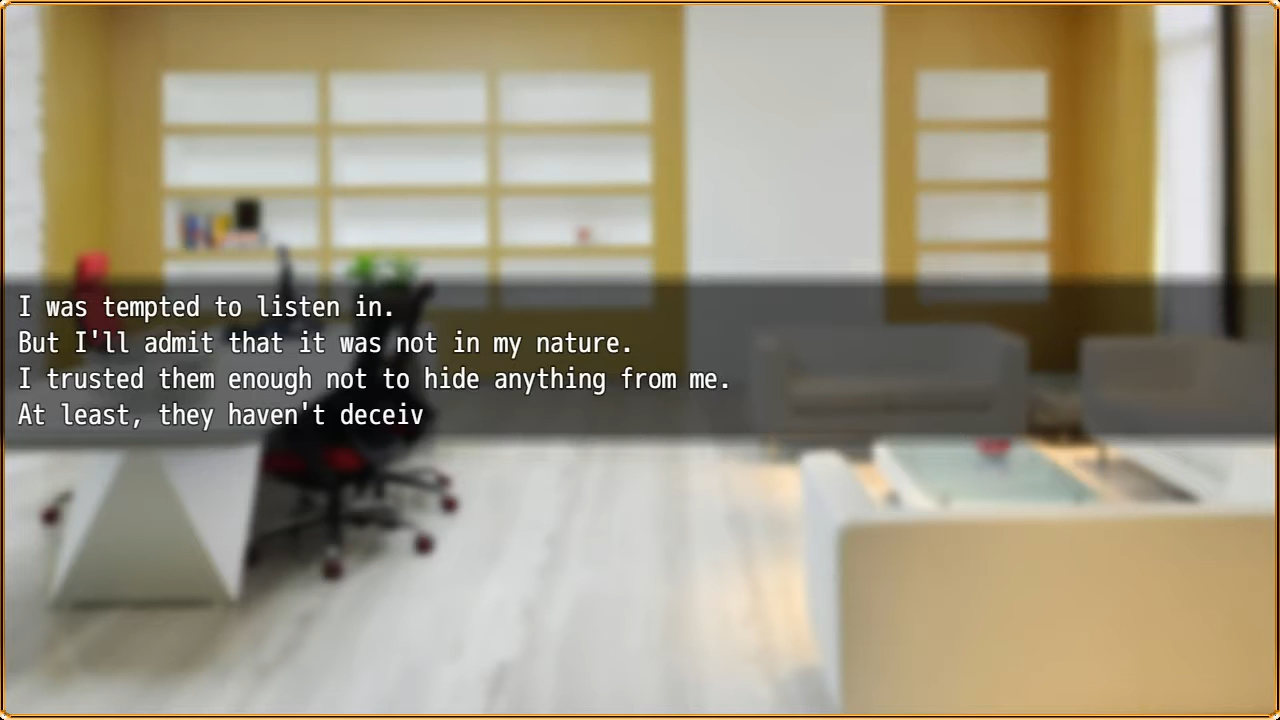 I was tempted to listen in.
But I'll admit that it was not in my nature.
I trusted them enough not to hide anything from me.
At least, they haven't deceiv